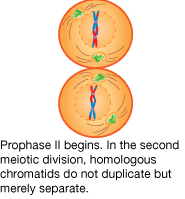 Prophase II begins. In the second
meiotic division, homologous
chromatids do not duplicate but
merely separate.